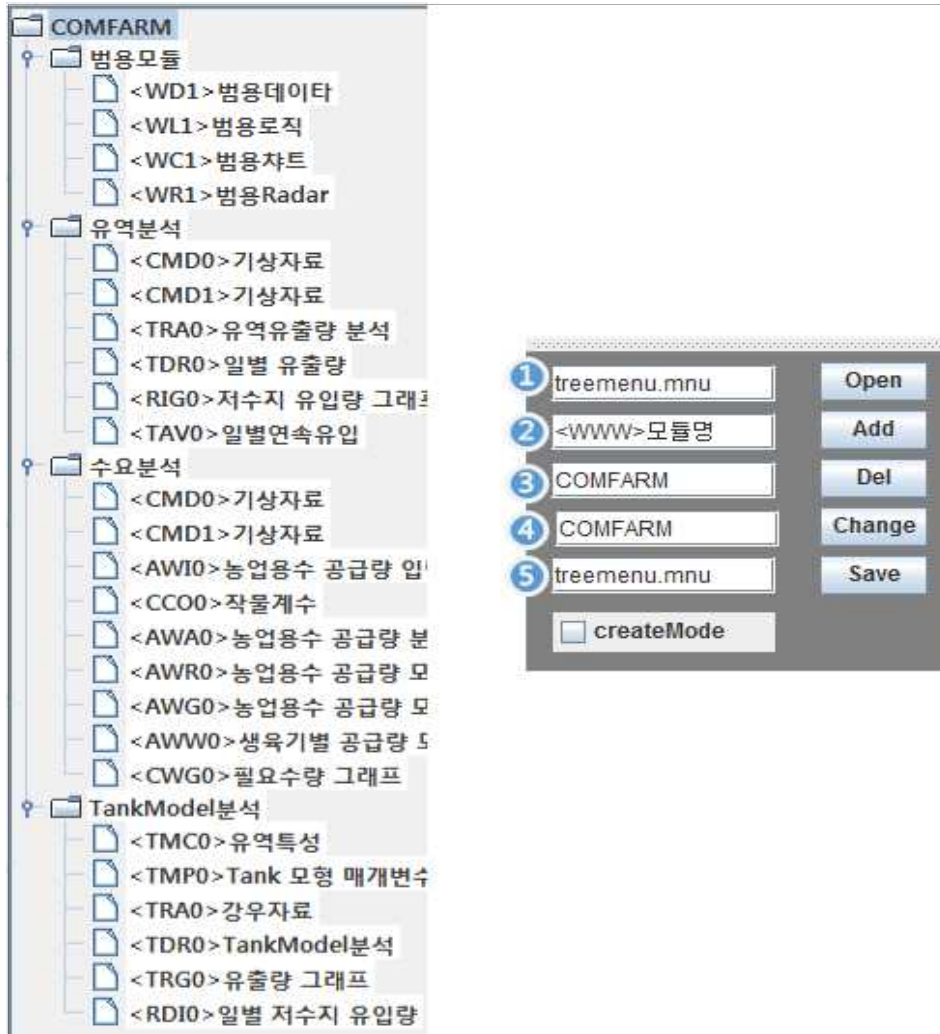 COMFARM
범용모듈
<WD1>범용데이타
<WL1>범용로직
<WC1>범용챠트
<WR1>범용Radar
유역분석
<CMD0>기상자료
<CMD1>기상자료
<TRA0>유역유출량 분석
<TDR0>일별 유출량
<RIG0>저수지 유입량
<TAV0>일별연속유입
수요분석
<CMD0>기상자료
<CMD1>기상자료
<AWI0>농업용수 공급량
<CCO0>작물계수
<AWA0>농업용수 공급량
<AWR0>농업용수 공급량
<AWG0>농업용수 공급량
<AWW0>생육기별 공급량
<CWG0>필요수량 그래프
TankModel분석
<TMC0>유역특성
<TMP0>Tank 모형 매개변수
<TRA0>강우자료
<TDR0>TankModel분석
<TRG0>유출량 그래프
<RDI0>일별 저수지 유입량
1 treemenu.mnu Open
2 <WWW>모듈명 Add
3 COMFARM Del
4 COMFARM Change
5 treemenu.mnu Save
createMode